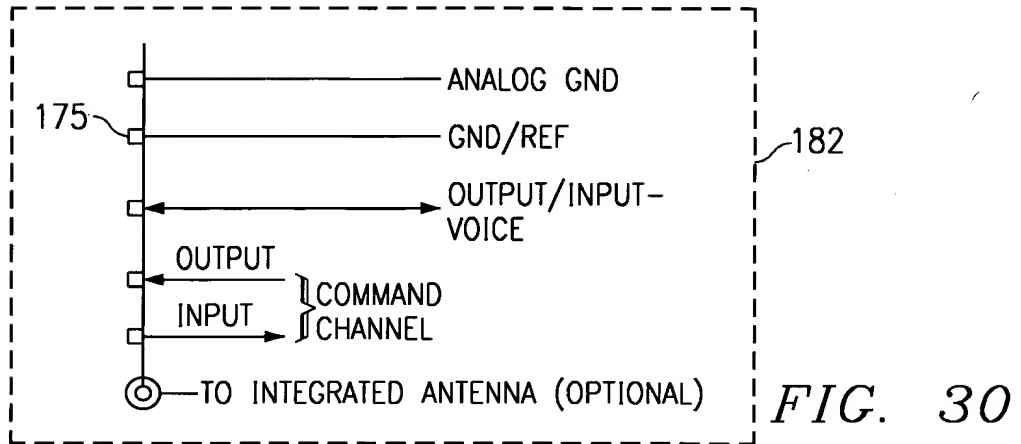 ANALOG GND
175
GND/REF
182
OUTPUT/INPUT-
VOICE
OUTPUT
COMMAND
INPUT
CHANNEL
TO INTEGRATED ANTENNA (OPTIONAL)
FIG. 30